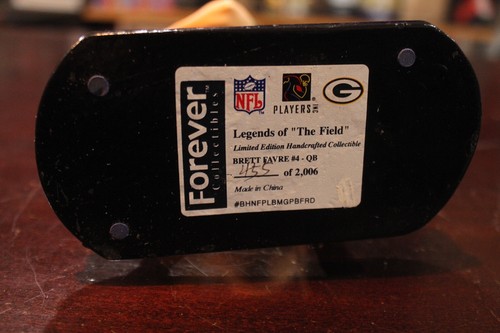 Forever
Collectibles
NFL
PLAYERS INC
G
Legends of "The Field"
Limited Edition Handcrafted Collectible
BRETT FAVRE #4 - QB
455 of 2,006
Made in China
#BHNFPLBMGPBFRD